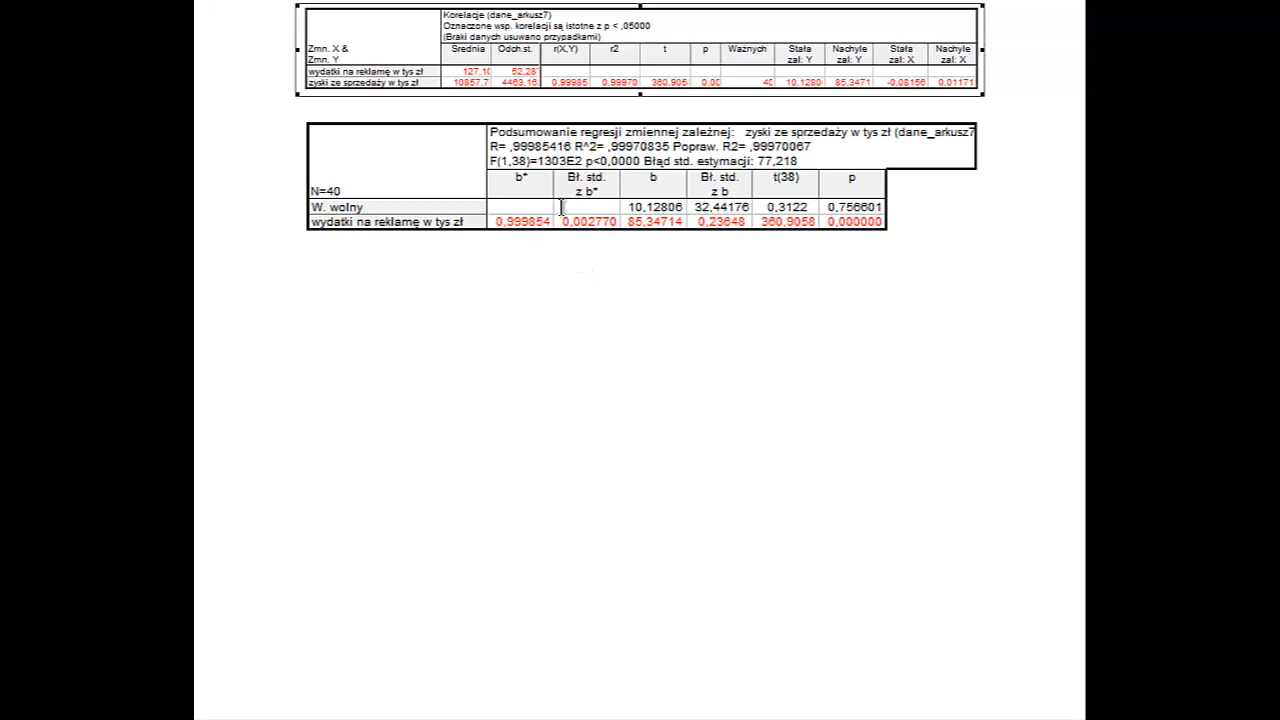 Korelacje (dane_arkusz7)
Oznaczone wsp. korelacji są istotne z p < ,05000
(Braki danych usuwano przypadkami)
Zmn. X & Średnia Odch.st. r(X,Y) r2 t p Ważnych Stała Nachyle Stała Nachyle
Zmn. Y zal: Y zal: Y zal: X zal: X
wydatki na reklamę w tys zł 127,10 52,28
zyski ze sprzedaży w tys zł 10857,7 4463,16 0,99985 0,99970 360,905 0,00 40 10,1280 85,3471 -0,08156 0,01171
Podsumowanie regresji zmiennej zależnej: zyski ze sprzedaży w tys zł (dane_arkusz7
R= ,99985416 R^2= ,99970835 Popraw. R2= ,99970067
F(1,38)=1303E2 p<0,0000 Błąd std. estymacji: 77,218
b* Bł. std. b Bł. std. t(38) p
N=40 z b* z b
W. wolny 10,12806 32,44176 0,3122 0,756601
wydatki na reklamę w tys zł 0,999854 0,002770 85,34714 0,23648 360,9058 0,000000